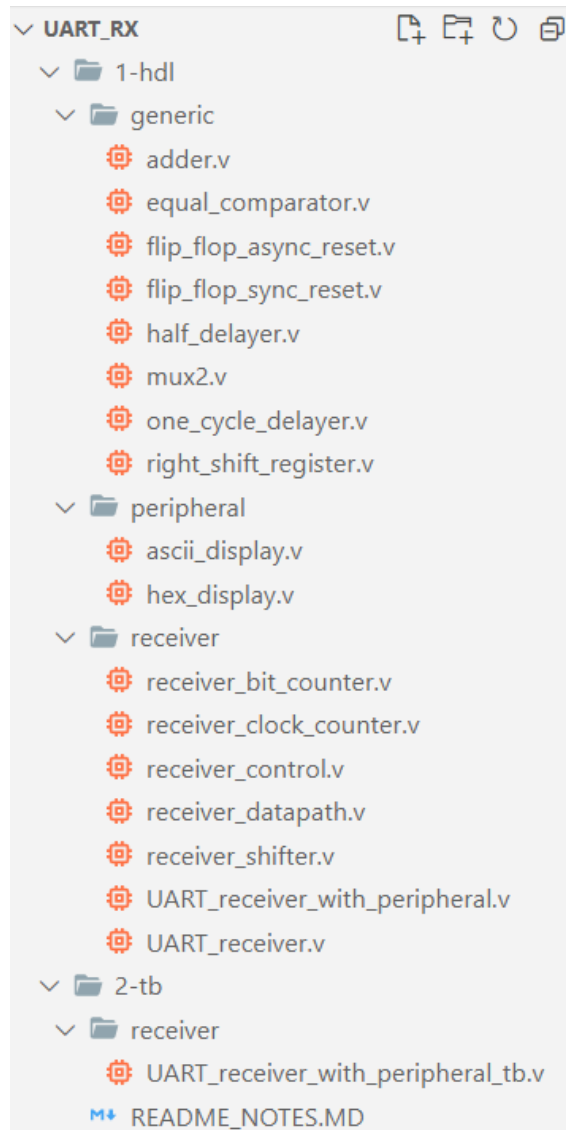 UART_RX
1-hdl
generic
adder.v
equal_comparator.v
flip_flop_async_reset.v
flip_flop_sync_reset.v
half_delayer.v
mux2.v
one_cycle_delayer.v
right_shift_register.v
peripheral
ascii_display.v
hex_display.v
receiver
receiver_bit_counter.v
receiver_clock_counter.v
receiver_control.v
receiver_datapath.v
receiver_shifter.v
UART_receiver_with_peripheral.v
UART_receiver.v
2-tb
receiver
UART_receiver_with_peripheral_tb.v
README_NOTES.MD